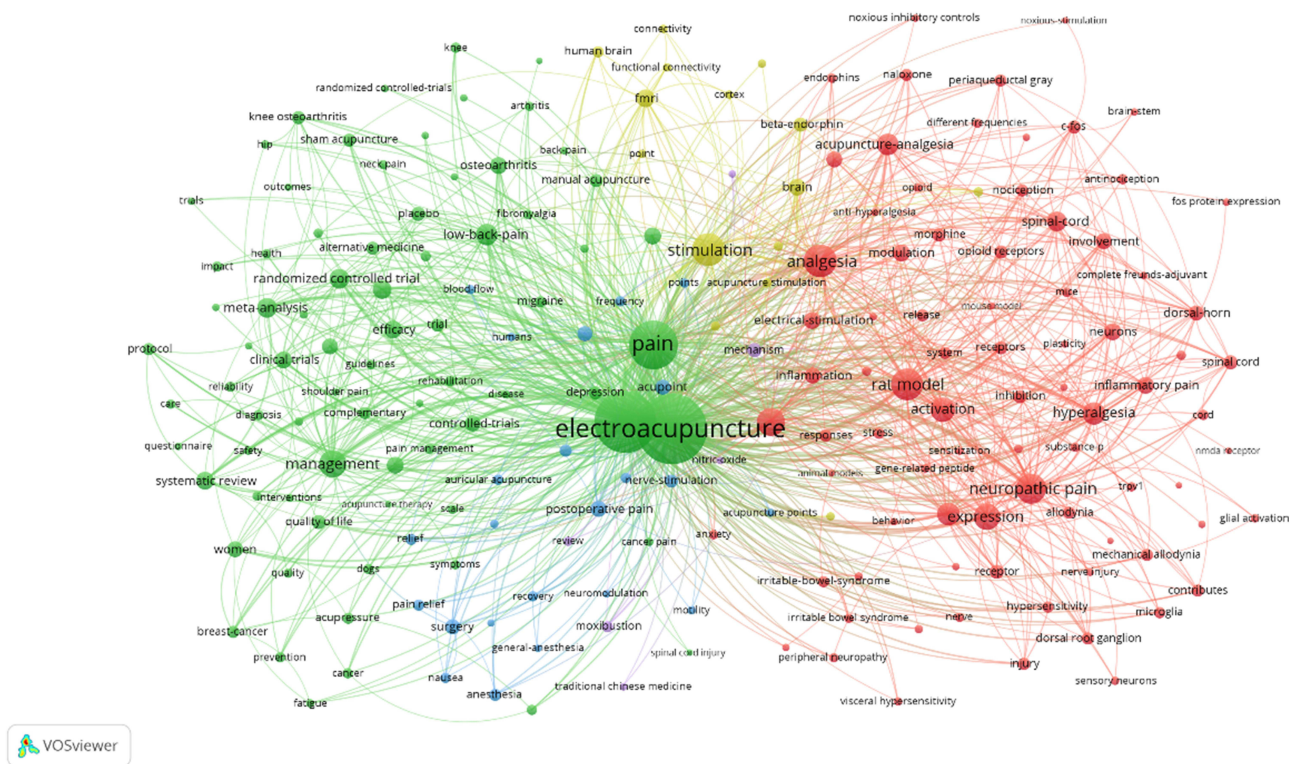 connectivity
noxious inhibitory controls
noxious-stimulation
knee
human brain
functional connectivity
endorphins
naloxone
periaqueductal gray
randomized controlled-trials
fmri
cortex
arthritis
different frequencies
brain-stem
knee osteoarthritis
beta-endorphin
c-fos
sham acupuncture
hip
back-pain
point
acupuncture-analgesia
neck pain
osteoarthritis
manual acupuncture
brain
opioid
nociception
antinociception
outcomes
trials
placebo
fibromyalgia
anti-hyperalgesia
fos protein expression
alternative medicine
low-back-pain
morphine
spinal-cord
health
stimulation
analgesia
modulation
opioid receptors
involvement
impact
randomized controlled trial
blood-flow
points
acupuncture stimulation
complete freunds-adjuvant
mice
meta-analysis
migraine
frequency
mouse model
dorsal-horn
efficacy
trial
electrical-stimulation
release
neurons
humans
pain
mechanism
system
receptors
plasticity
protocol
clinical trials
guidelines
spinal cord
reliability
shoulder pain
rehabilitation
depression
acupoint
inflammation
rat model
inhibition
inflammatory pain
care
diagnosis
complementary
disease
activation
hyperalgesia
cord
controlled-trials
electroacupuncture
responses
stress
questionnaire
safety
pain management
sensitization
substance-p
nmda receptor
management
nitric-oxide
animal models
gene-related peptide
systematic review
auricular acupuncture
nerve-stimulation
neuropathic pain
trpv1
interventions
acupuncture therapy
scale
postoperative pain
acupuncture points
behavior
expression
allodynia
glial activation
quality of life
relief
review
cancer pain
anxiety
women
mechanical allodynia
quality
dogs
symptoms
irritable-bowel-syndrome
receptor
nerve injury
recovery
neuromodulation
contributes
pain relief
motility
hypersensitivity
microglia
breast-cancer
acupressure
surgery
moxibustion
irritable bowel syndrome
nerve
dorsal root ganglion
prevention
general-anesthesia
spinal cord injury
peripheral neuropathy
injury
cancer
nausea
traditional chinese medicine
sensory neurons
fatigue
anesthesia
visceral hypersensitivity
VOSviewer